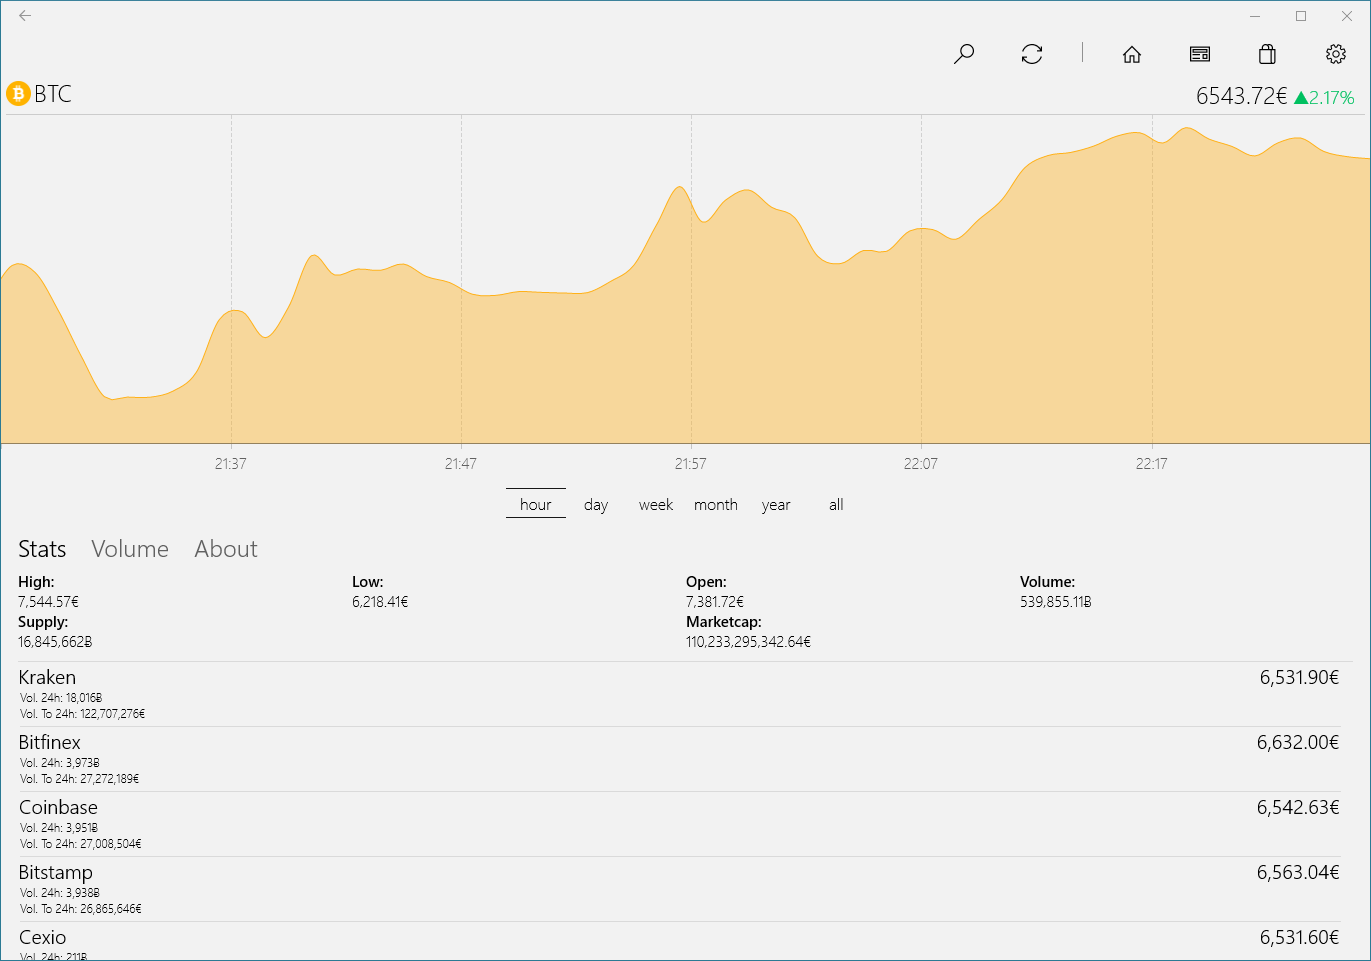 BTC
6543.72€ ▲2.17%
21:37 21:47 21:57 22:07 22:17
hour day week month year all
Stats Volume About
High: Low: Open: Volume:
7,544.57€ 6,218.41€ 7,381.72€ 539,855.11Ƀ
Supply: Marketcap:
16,845,662Ƀ 110,233,295,342.64€
Kraken 6,531.90€
Vol. 24h: 18,016Ƀ
Vol. To 24h: 122,707,276€
Bitfinex 6,632.00€
Vol. 24h: 3,973Ƀ
Vol. To 24h: 27,272,189€
Coinbase 6,542.63€
Vol. 24h: 3,951Ƀ
Vol. To 24h: 27,008,504€
Bitstamp 6,563.04€
Vol. 24h: 3,938Ƀ
Vol. To 24h: 26,865,646€
Cexio 6,531.60€
Vol. 24h: 211Ƀ